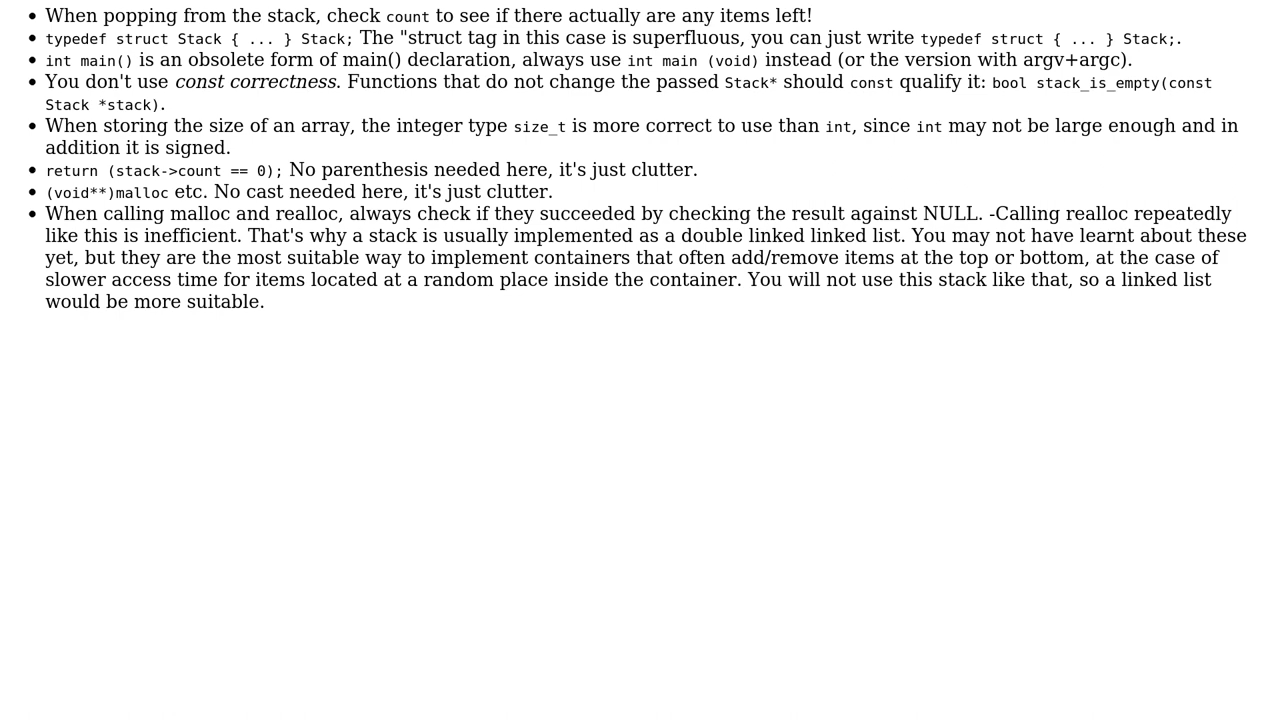 • When popping from the stack, check count to see if there actually are any items left!
• typedef struct Stack { ... } Stack; The "struct tag in this case is superfluous, you can just write typedef struct { ... } Stack;.
• int main() is an obsolete form of main() declaration, always use int main (void) instead (or the version with argv+argc).
• You don't use const correctness. Functions that do not change the passed Stack* should const qualify it: bool stack_is_empty(const
Stack *stack).
• When storing the size of an array, the integer type size_t is more correct to use than int, since int may not be large enough and in
addition it is signed.
• return (stack->count == 0); No parenthesis needed here, it's just clutter.
• (void**)malloc etc. No cast needed here, it's just clutter.
• When calling malloc and realloc, always check if they succeeded by checking the result against NULL. -Calling realloc repeatedly
like this is inefficient. That's why a stack is usually implemented as a double linked linked list. You may not have learnt about these
yet, but they are the most suitable way to implement containers that often add/remove items at the top or bottom, at the case of
slower access time for items located at a random place inside the container. You will not use this stack like that, so a linked list
would be more suitable.